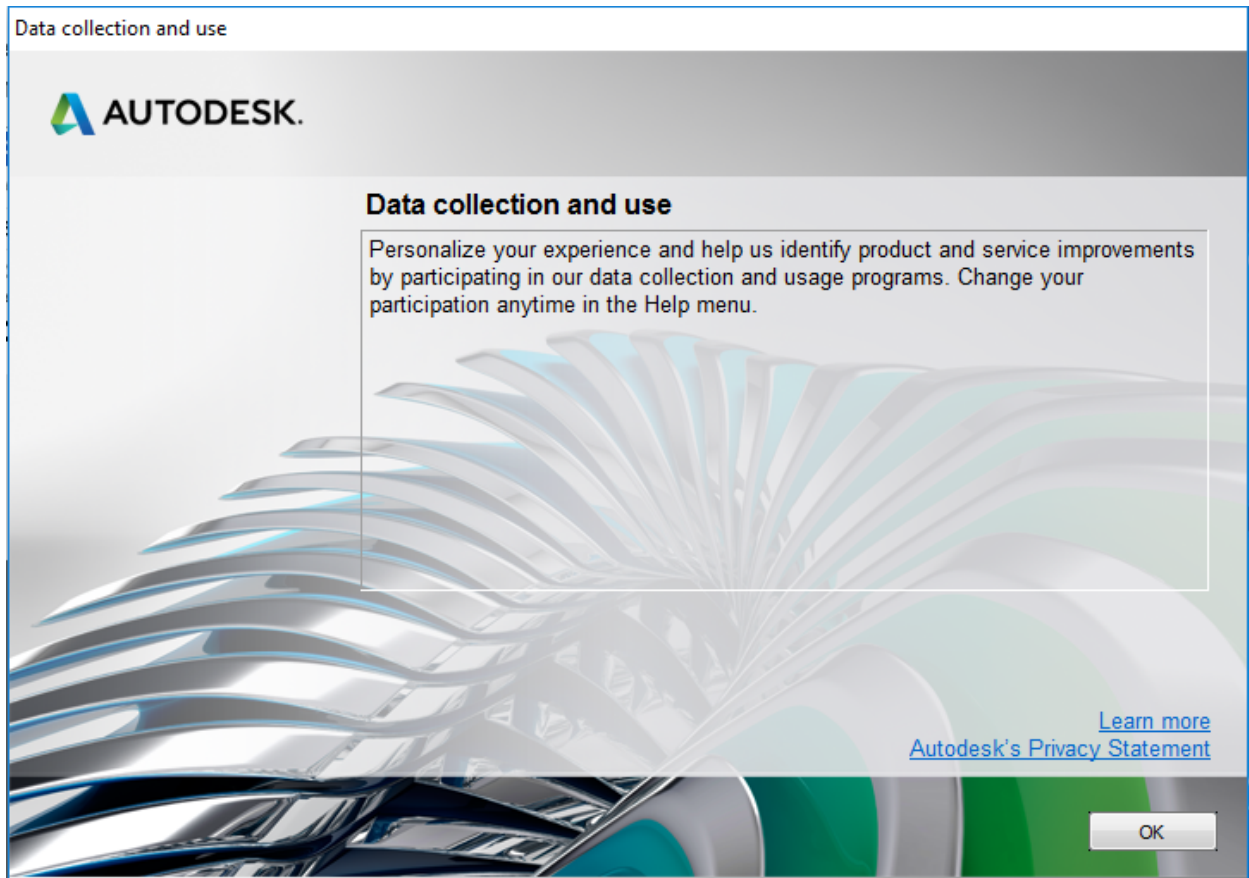 Data collection and use
AUTODESK.
Data collection and use
Personalize your experience and help us identify product and service improvements
by participating in our data collection and usage programs. Change your
participation anytime in the Help menu.
Learn more
Autodesk's Privacy Statement
OK